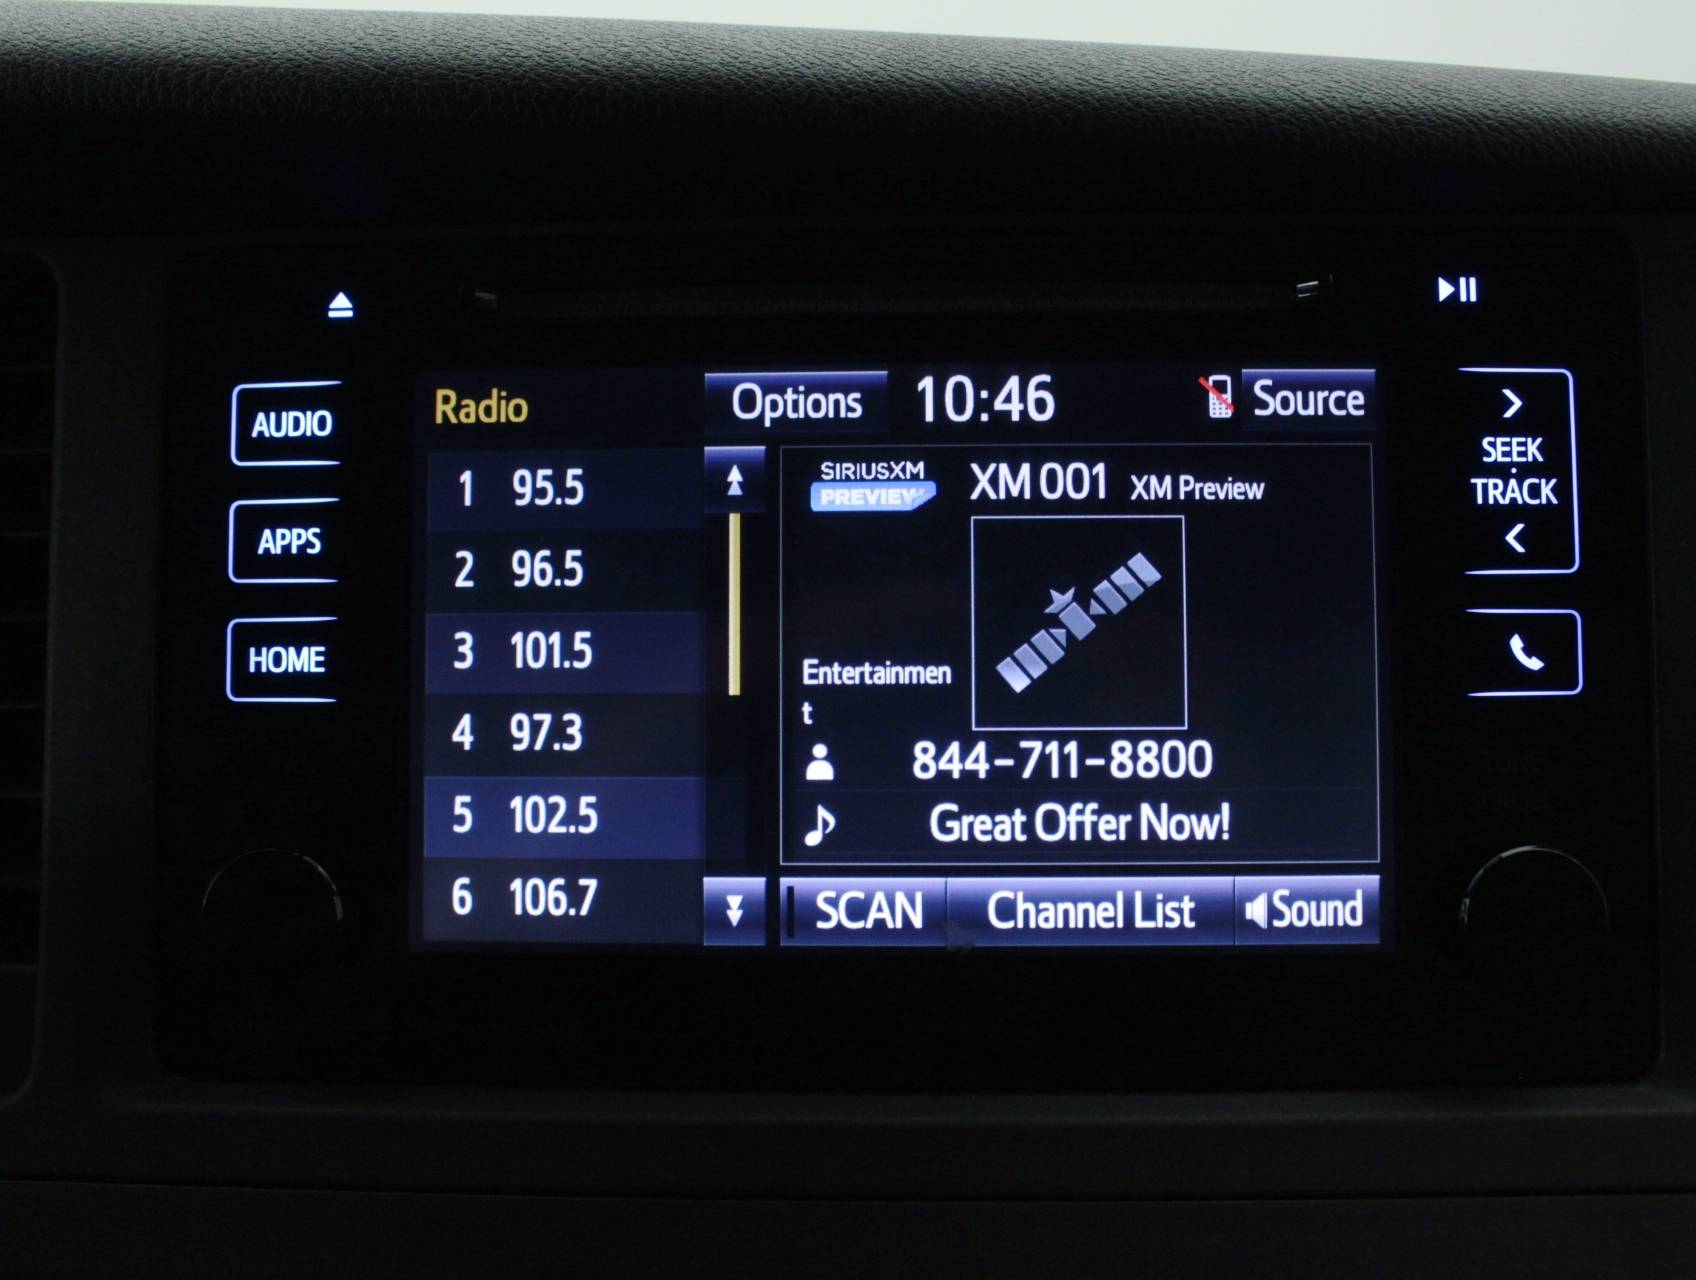 AUDIO
APPS
HOME
Radio
Options
10:46
Source
1 95.5
2 96.5
3 101.5
4 97.3
5 102.5
6 106.7
SIRIUSXM
PREVIEW
XM 001 XM Preview
Entertainmen
t
844-711-8800
Great Offer Now!
SCAN
Channel List
Sound
SEEK
TRACK